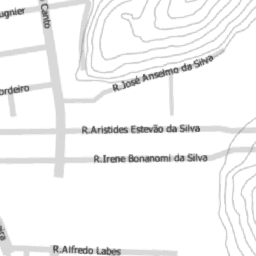 ugnier
Canto
R.José Anselmo da Silva
ordeiro
R.Aristides Estevão da Silva
R.Irene Bonanomi da Silva
R.Alfredo Labes